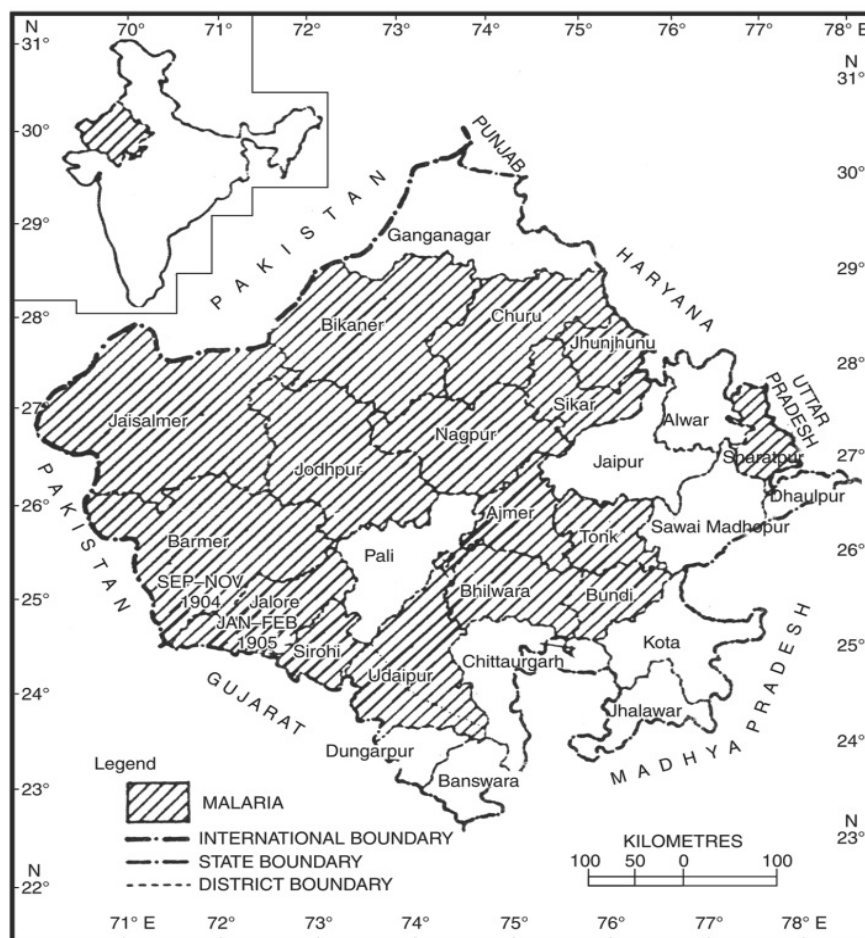 N 70° 71° 72° 73° 74° 75° 76° 77° 78° E
31°
30°
29°
28°
27°
26°
25°
24°
23°
N
22°
N
31°
30°
29°
28°
27°
26°
25°
24°
N
23°
PUNJAB
PAKISTAN
HARYANA
UTTAR
PRADESH
PAKISTAN
GUJARAT
MADHYA PRADESH
Ganganagar
Bikaner
Churu
Jhunjhunu
Sikar
Alwar
Jaisalmer
Nagpur
Jodhpur
Jaipur
Sharatpur
Dhaulpur
Ajmer
Tonk
Sawai Madhopur
Barmer
Pali
SEP–NOV
1904
Jalore
JAN–FEB
1905
Bhilwara
Bundi
Sirohi
Udaipur
Chittaurgarh
Kota
Jhalawar
Dungarpur
Banswara
Legend
MALARIA
INTERNATIONAL BOUNDARY
STATE BOUNDARY
DISTRICT BOUNDARY
KILOMETRES
100 50 0 100
71° E 72° 73° 74° 75° 76° 77° 78° E